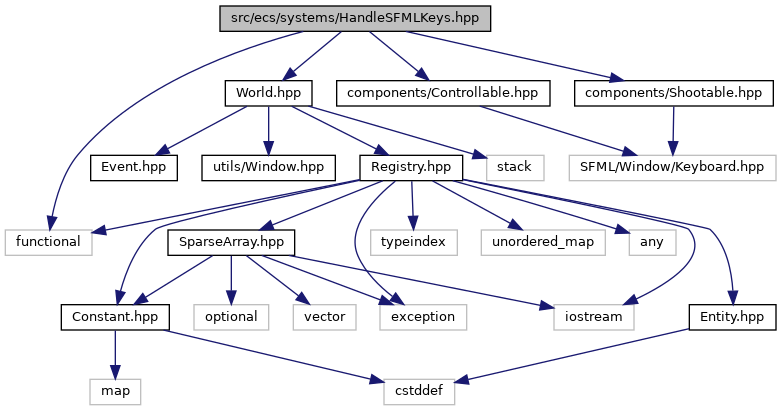 src/ecs/systems/HandleSFMLKeys.hpp
World.hpp
components/Controllable.hpp
components/Shootable.hpp
Event.hpp
utils/Window.hpp
Registry.hpp
stack
SFML/Window/Keyboard.hpp
functional
SparseArray.hpp
typeindex
unordered_map
any
Constant.hpp
optional
vector
exception
iostream
Entity.hpp
map
cstddef